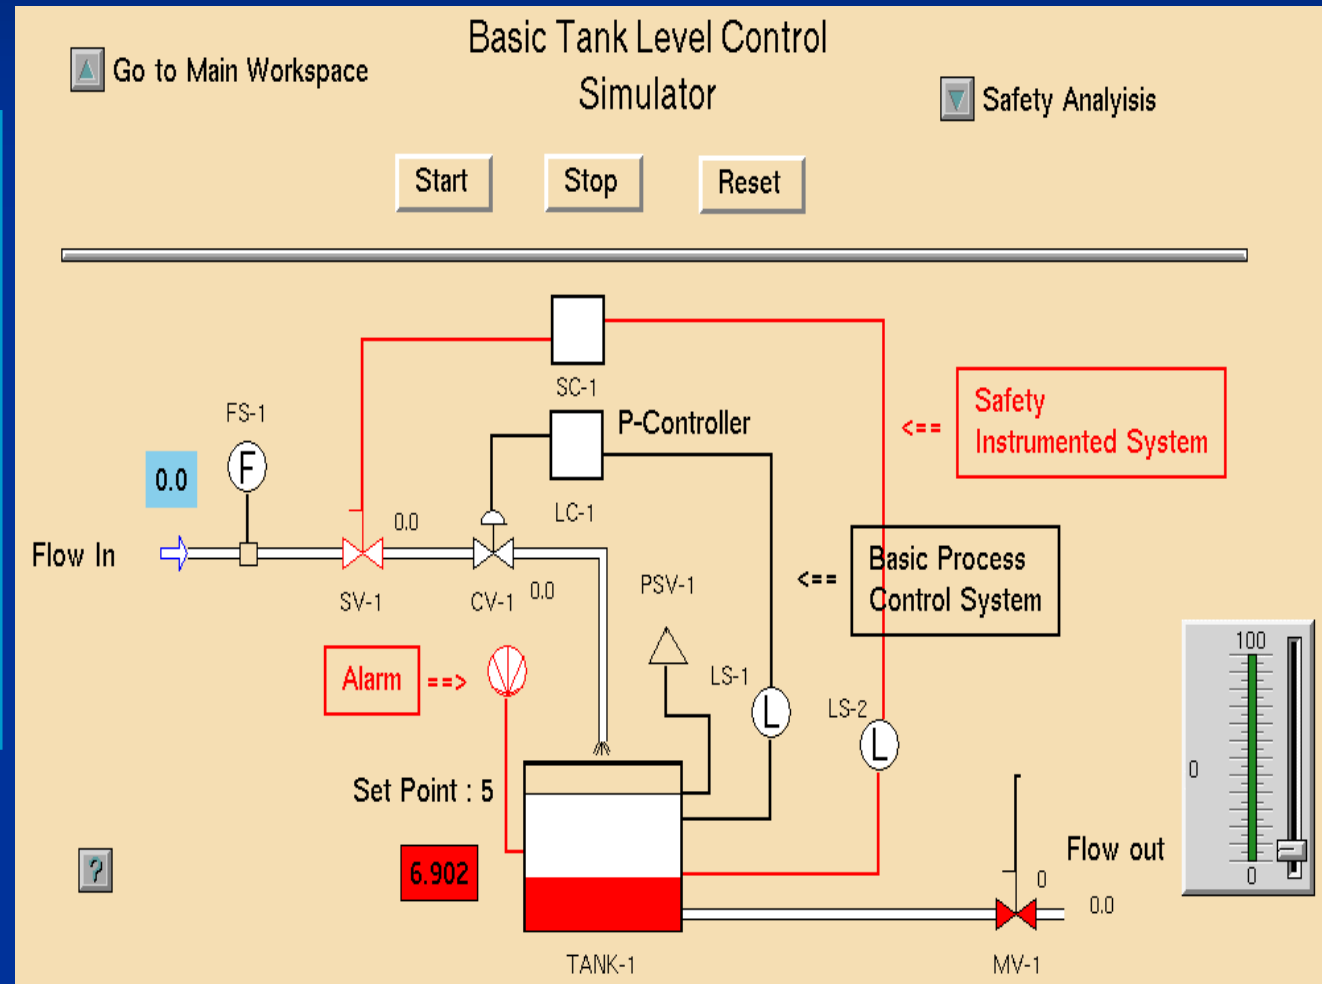 Basic Tank Level Control
Simulator
Go to Main Workspace
Safety Analyisis
Start
Stop
Reset
SC-1
FS-1
F
P-Controller
<==
Safety
Instrumented System
0.0
LC-1
0.0
Flow In
SV-1
CV-1
0.0
PSV-1
<==
Basic Process
Control System
Alarm
==>
LS-1
L
LS-2
L
100
0
0
Set Point : 5
6.902
?
Flow out
0
0.0
TANK-1
MV-1